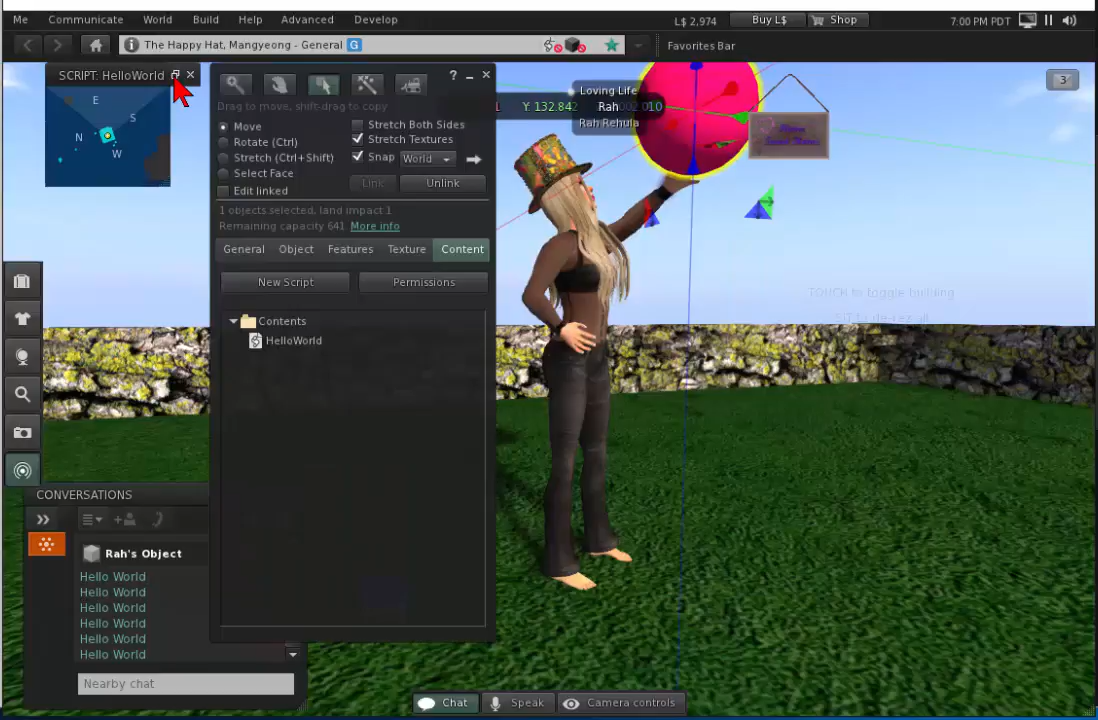 Me Communicate World Build Help Advanced Develop L$ 2,974 Buy L$ Shop 7:00 PM PDT
The Happy Hat, Mangyeong - General G Favorites Bar
SCRIPT: HelloWorld
? 3
E
S
N
W
Drag to move, shift-drag to copy
Move
Rotate (Ctrl)
Stretch (Ctrl+Shift)
Select Face
Edit linked
Stretch Both Sides
Stretch Textures
Snap World
Link Unlink
1 objects selected, land impact 1
Remaining capacity 641 More info
General Object Features Texture Content
New Script Permissions
Contents
HelloWorld
Y: 132.842
Loving Life
Rah
Rah Rehula
TOUCH to toggle building
CONVERSATIONS
Rah's Object
Hello World
Hello World
Hello World
Hello World
Hello World
Hello World
Nearby chat
Chat Speak Camera controls